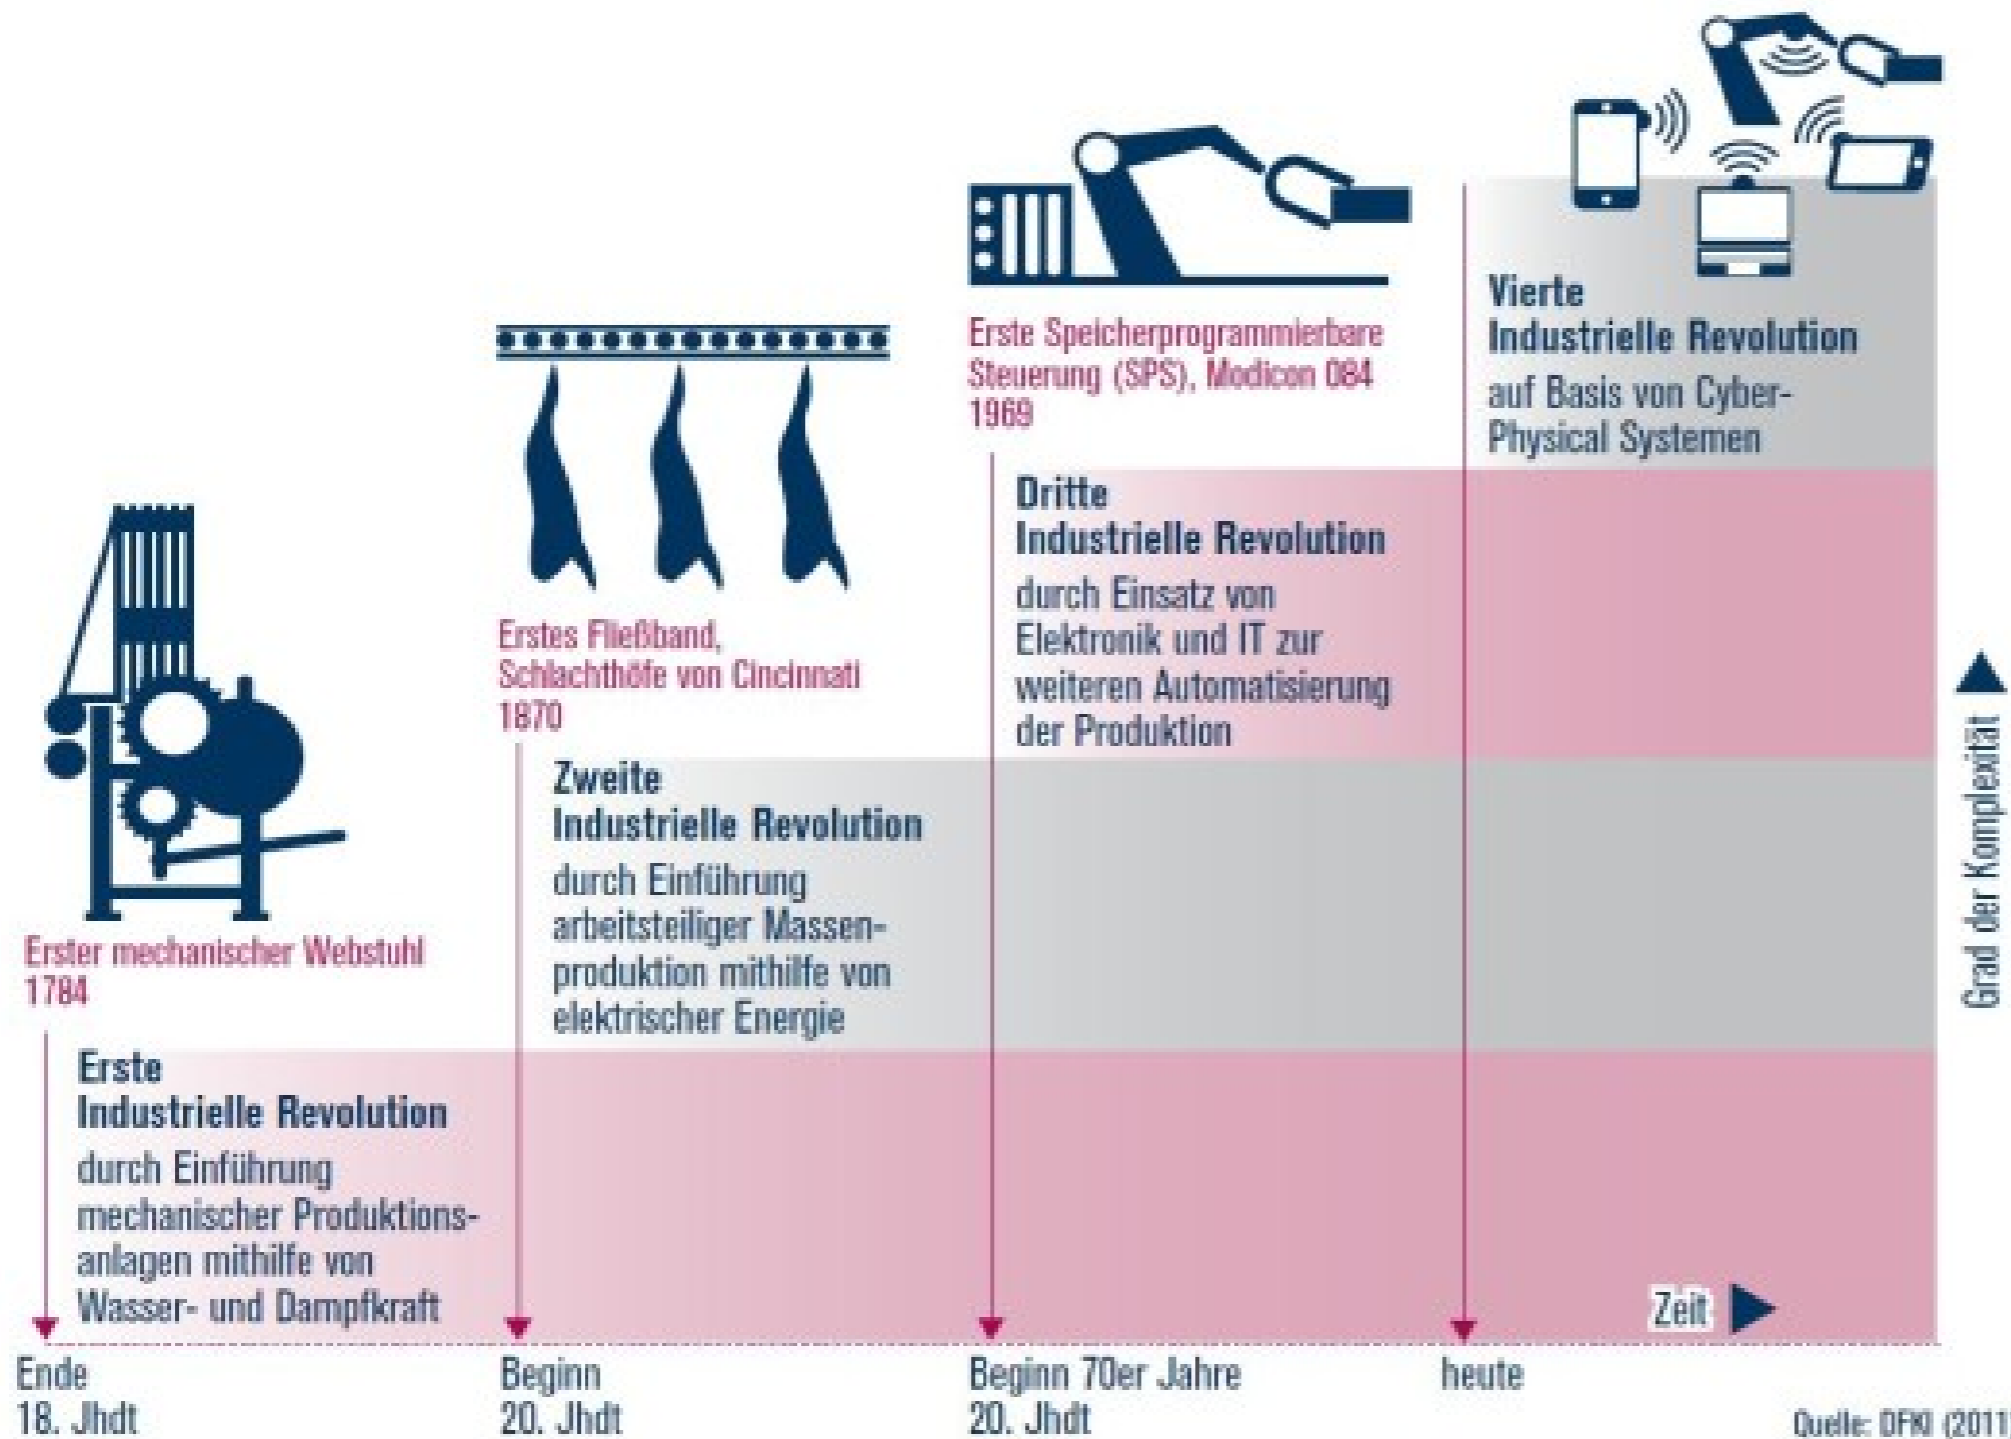 Vierte
Industrielle Revolution
auf Basis von Cyber-
Physical Systemen
Erste Speicherprogrammierbare
Steuerung (SPS), Modicon 084
1969
Dritte
Industrielle Revolution
durch Einsatz von
Elektronik und IT zur
weiteren Automatisierung
der Produktion
Erstes Fließband,
Schlachthöfe von Cincinnati
1870
Zweite
Industrielle Revolution
durch Einführung
arbeitsteiliger Massen-
produktion mithilfe von
elektrischer Energie
Erster mechanischer Webstuhl
1784
Erste
Industrielle Revolution
durch Einführung
mechanischer Produktions-
anlagen mithilfe von
Wasser- und Dampfkraft
Grad der Komplexität
Zeit
Ende
18. Jhdt
Beginn
20. Jhdt
Beginn 70er Jahre
20. Jhdt
heute
Quelle: DFKI (2011)